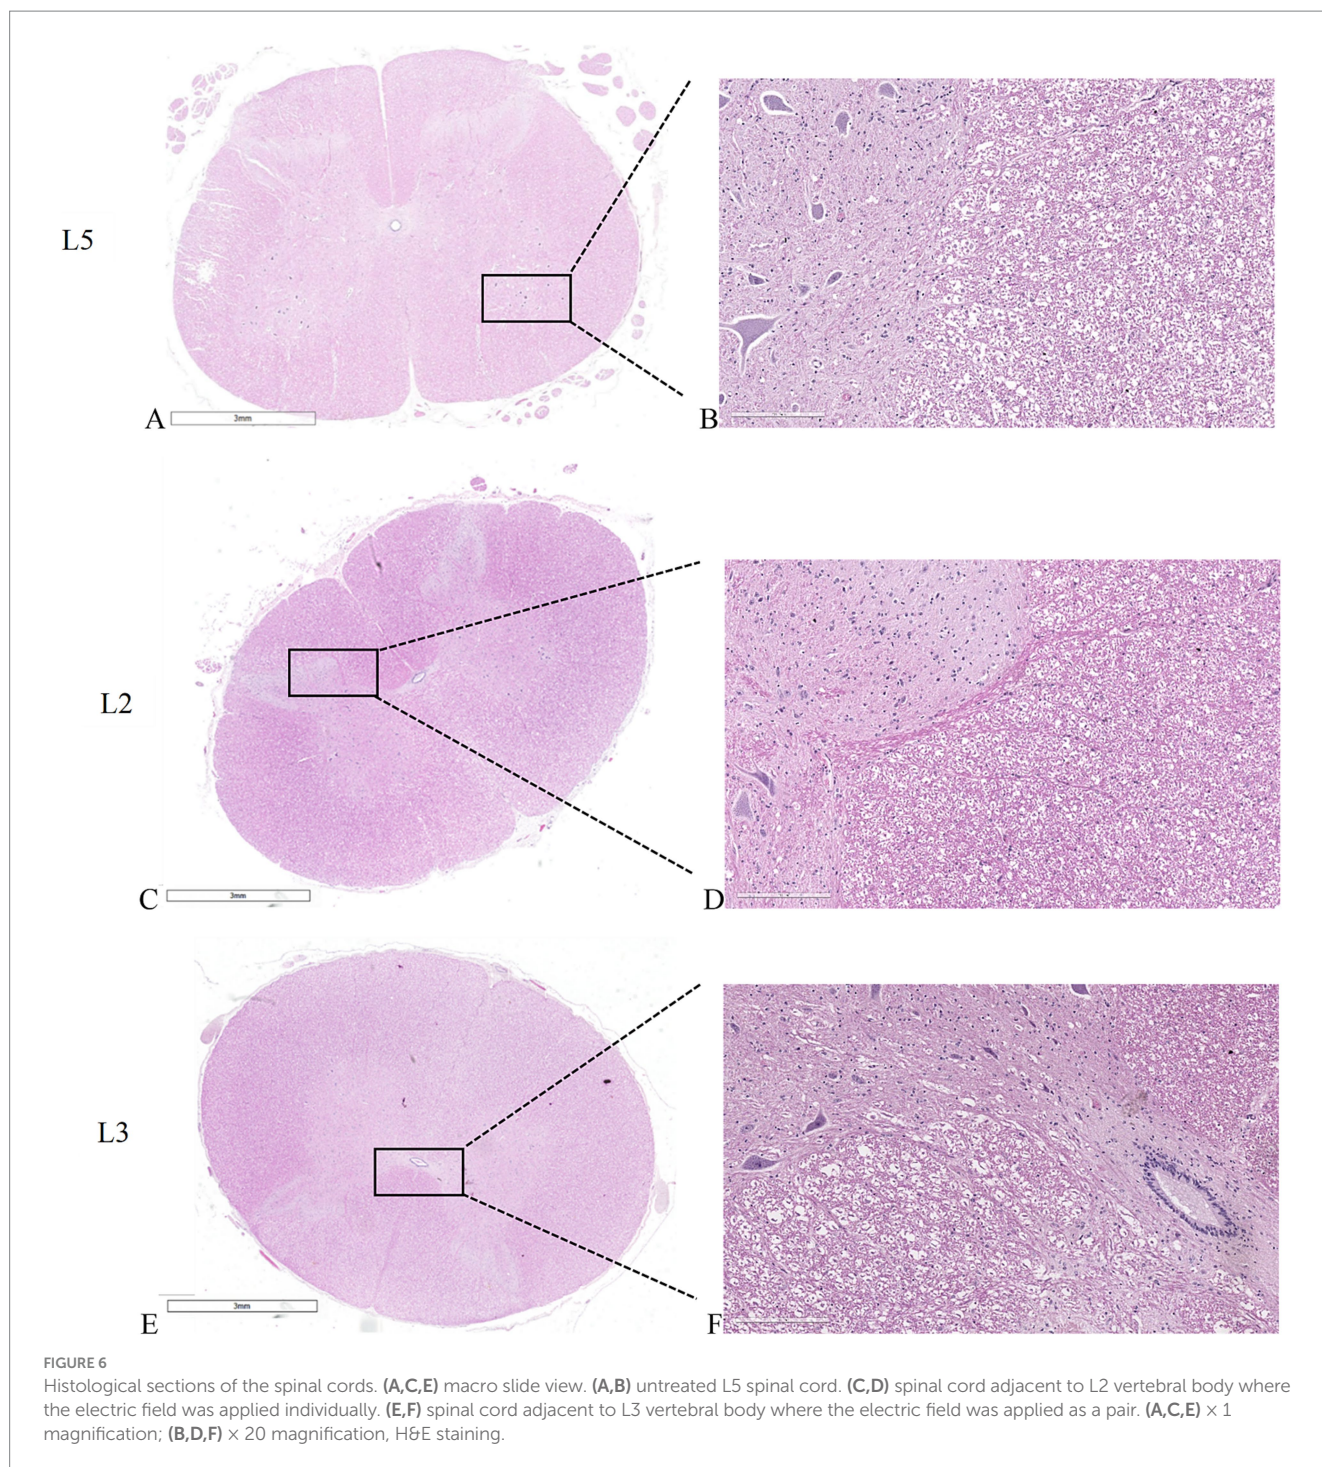 L5
A
3mm
B
L2
C
3mm
D
L3
E
3mm
F
FIGURE 6
Histological sections of the spinal cords. (A,C,E) macro slide view. (A,B) untreated L5 spinal cord. (C,D) spinal cord adjacent to L2 vertebral body where
the electric field was applied individually. (E,F) spinal cord adjacent to L3 vertebral body where the electric field was applied as a pair. (A,C,E) × 1
magnification; (B,D,F) × 20 magnification, H&E staining.